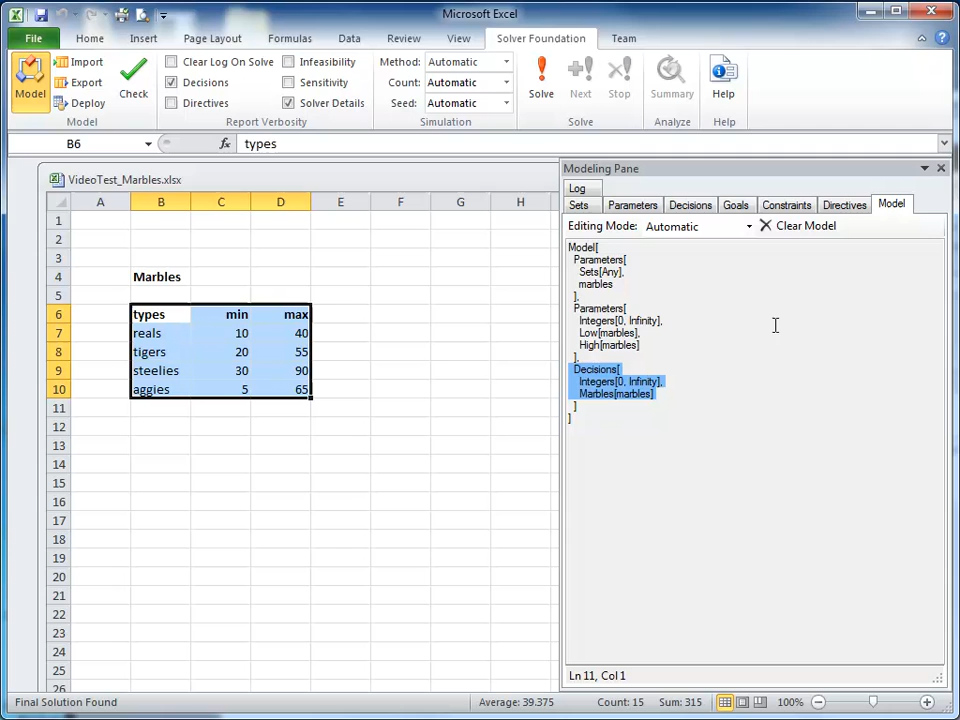 Microsoft Excel
File Home Insert Page Layout Formulas Data Review View Solver Foundation Team
Model Import Export Deploy Check
Model
Clear Log On Solve Infeasibility
Decisions Sensitivity
Directives Solver Details
Report Verbosity
Method: Automatic
Count: Automatic
Seed: Automatic
Simulation
Solve Next Stop
Solve
Summary
Analyze
Help
Help
B6 fx types
VideoTest_Marbles.xlsx
A B C D E F G H
1
2
3
4 Marbles
5
6 types min max
7 reals 10 40
8 tigers 20 55
9 steelies 30 90
10 aggies 5 65
11
12
13
14
15
16
17
18
19
20
21
22
23
24
25
26
Modeling Pane
Log
Sets Parameters Decisions Goals Constraints Directives Model
Editing Mode: Automatic Clear Model
Model[
Parameters[
Sets[Any],
marbles
],
Parameters[
Integers[0, Infinity],
Low[marbles],
High[marbles]
],
Decisions[
Integers[0, Infinity],
Marbles[marbles]
]
]
Ln 11, Col 1
Final Solution Found Average: 39.375 Count: 15 Sum: 315 100%